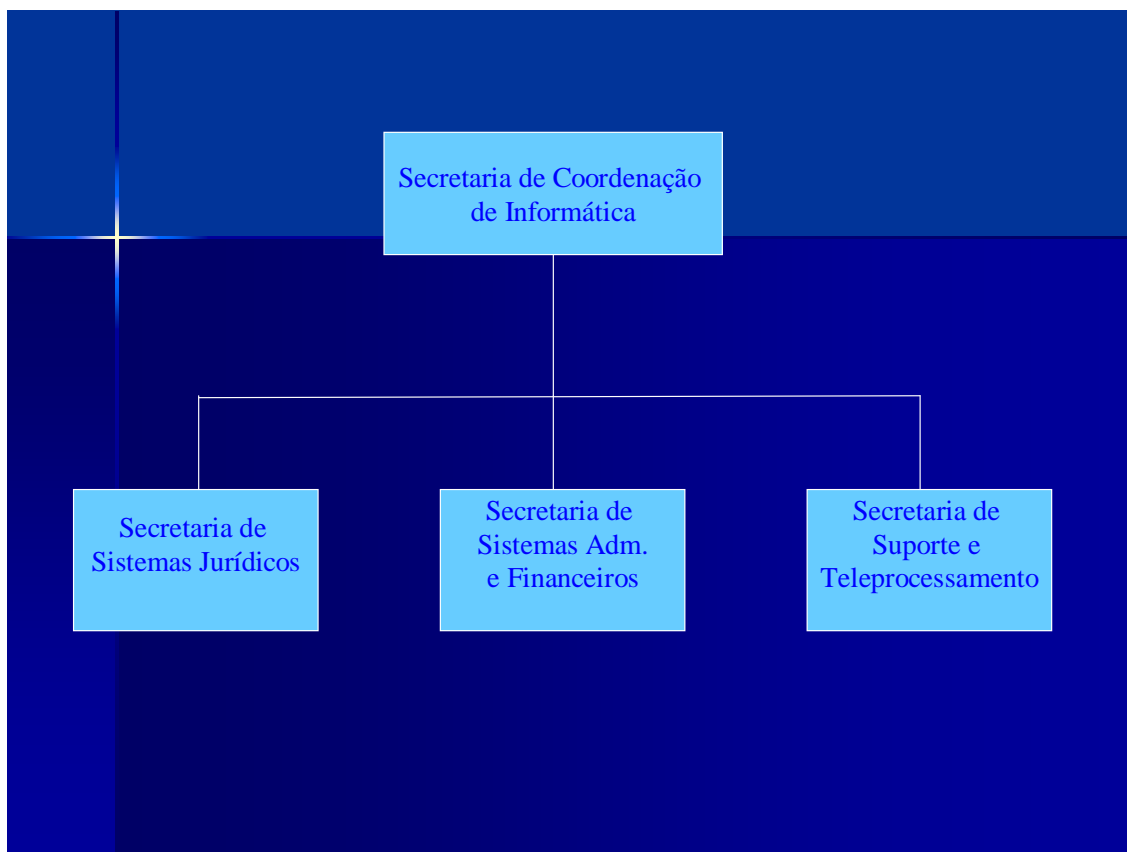 Secretaria de Coordenação
de Informática
Secretaria de
Sistemas Jurídicos
Secretaria de
Sistemas Adm.
e Financeiros
Secretaria de
Suporte e
Teleprocessamento